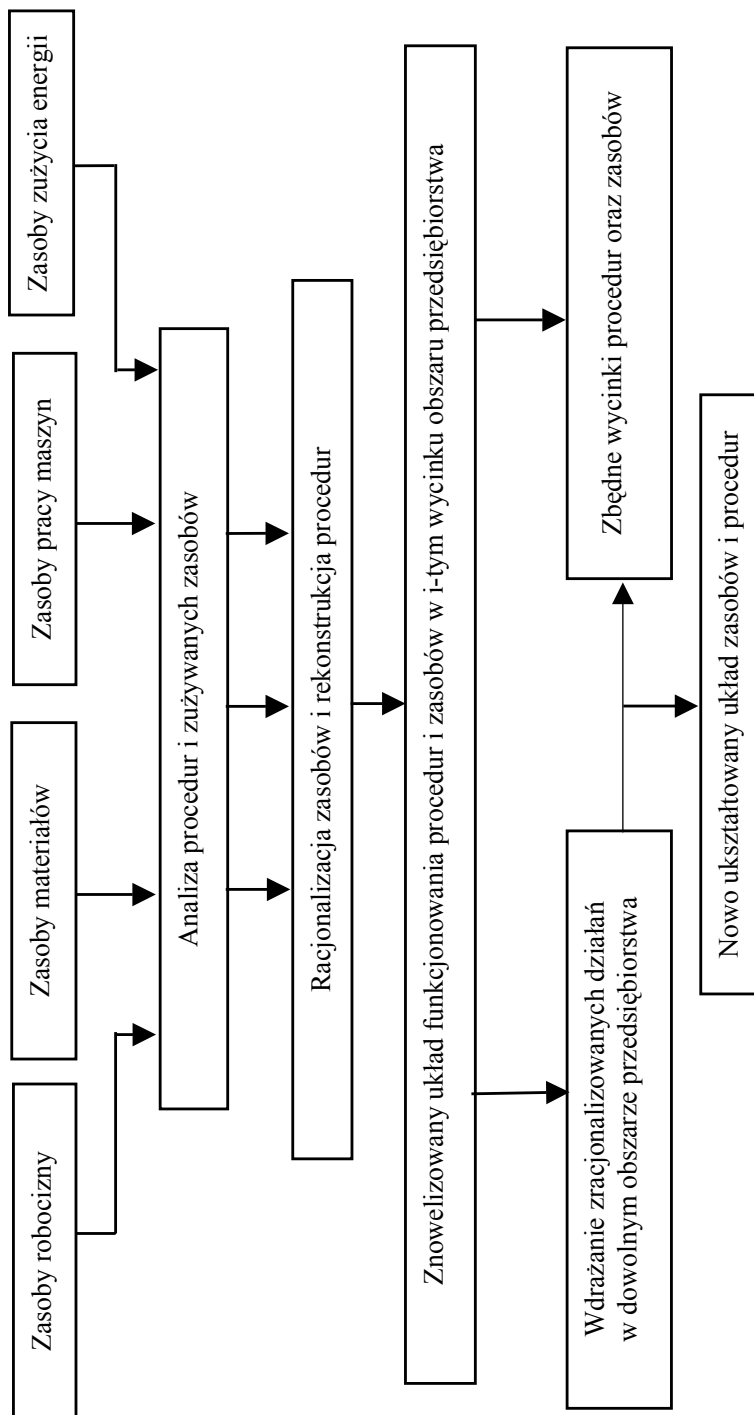 Zasoby robocizny
Zasoby materiałów
Zasoby pracy maszyn
Zasoby zużycia energii
Analiza procedur i zużywanych zasobów
Racjonalizacja zasobów i rekonstrukcja procedur
Znowelizowany układ funkcjonowania procedur i zasobów w i-tym wycinku obszaru przedsiębiorstwa
Wdrażanie zracjonalizowanych działań
w dowolnym obszarze przedsiębiorstwa
Zbędne wycinki procedur oraz zasobów
Nowo ukształtowany układ zasobów i procedur